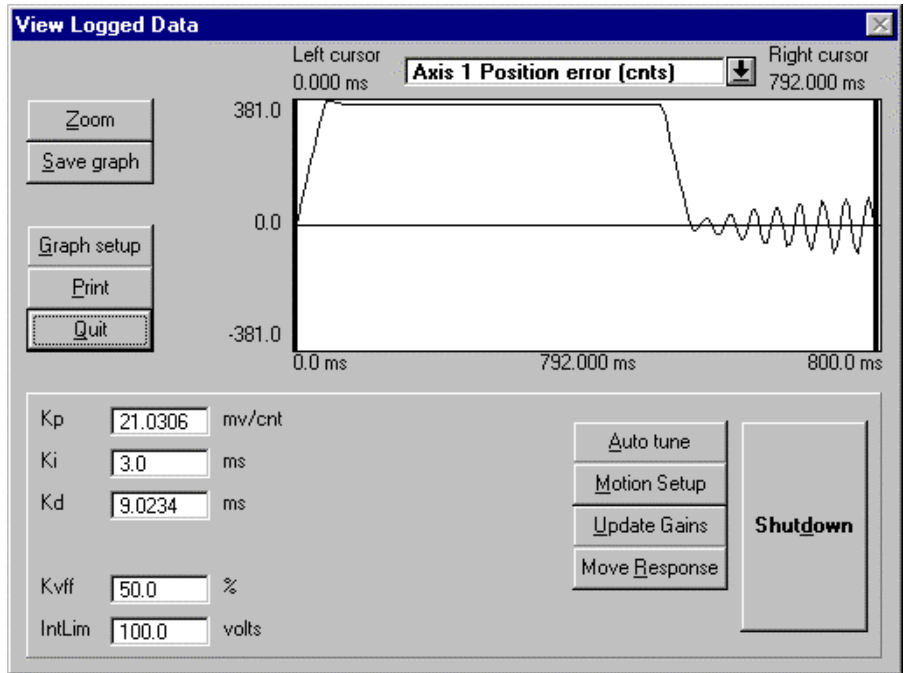 View Logged Data
Left cursor
0.000 ms
Axis 1 Position error (cnts)
Right cursor
792.000 ms
Zoom
Save graph
Graph setup
Print
Quit
381.0
0.0
-381.0
0.0 ms 792.000 ms 800.0 ms
Kp 21.0306 mv/cnt
Ki 3.0 ms
Kd 9.0234 ms
Kvff 50.0 %
IntLim 100.0 volts
Auto tune
Motion Setup
Update Gains
Move Response
Shutdown